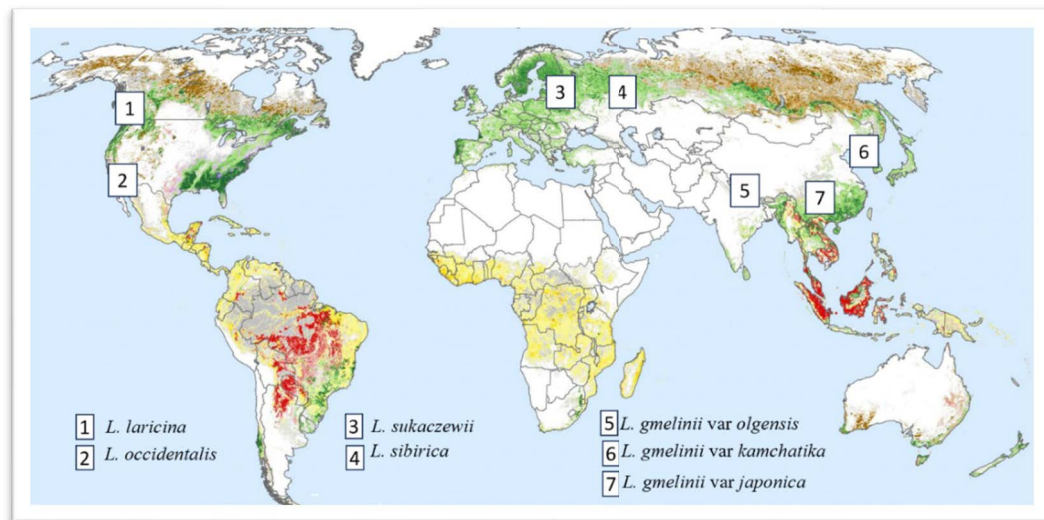 1
2
3
4
5
6
7
1 L. laricina
2 L. occidentalis
3 L. sukaczewii
4 L. sibirica
5 L. gmelinii var olgensis
6 L. gmelinii var kamchatika
7 L. gmelinii var japonica